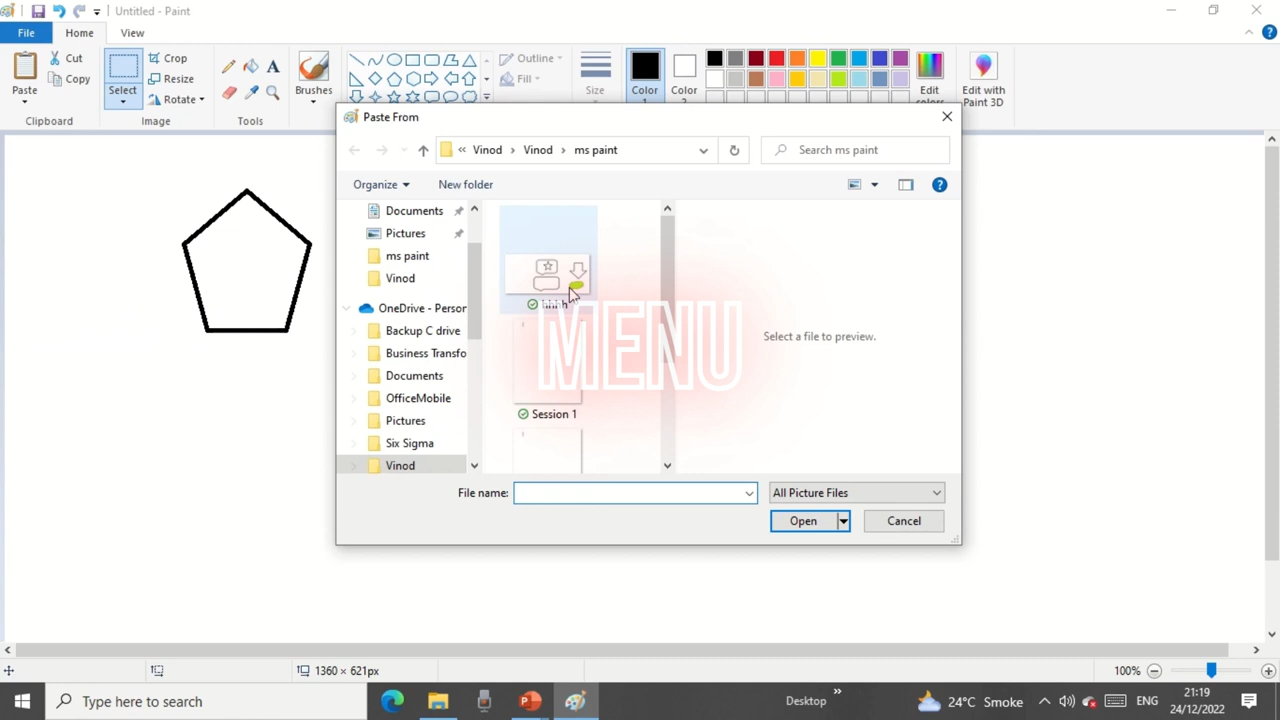 Untitled - Paint
File
Home
View
Paste
Cut
Copy
Clipboard
Select
Crop
Resize
Rotate
Image
Tools
Brushes
Outline
Fill
Size
Color
1
Color
2
Edit
colors
Edit with
Paint 3D
Paste From
« Vinod › Vinod › ms paint
Search ms paint
Organize
New folder
Documents
Pictures
ms paint
Vinod
OneDrive - Person
Backup C drive
Business Transfo
Documents
OfficeMobile
Pictures
Six Sigma
Vinod
Session 1
MENU
Select a file to preview.
File name:
All Picture Files
Open
Cancel
1360 × 621px
100%
Type here to search
Desktop
24°C Smoke
ENG
21:19
24/12/2022